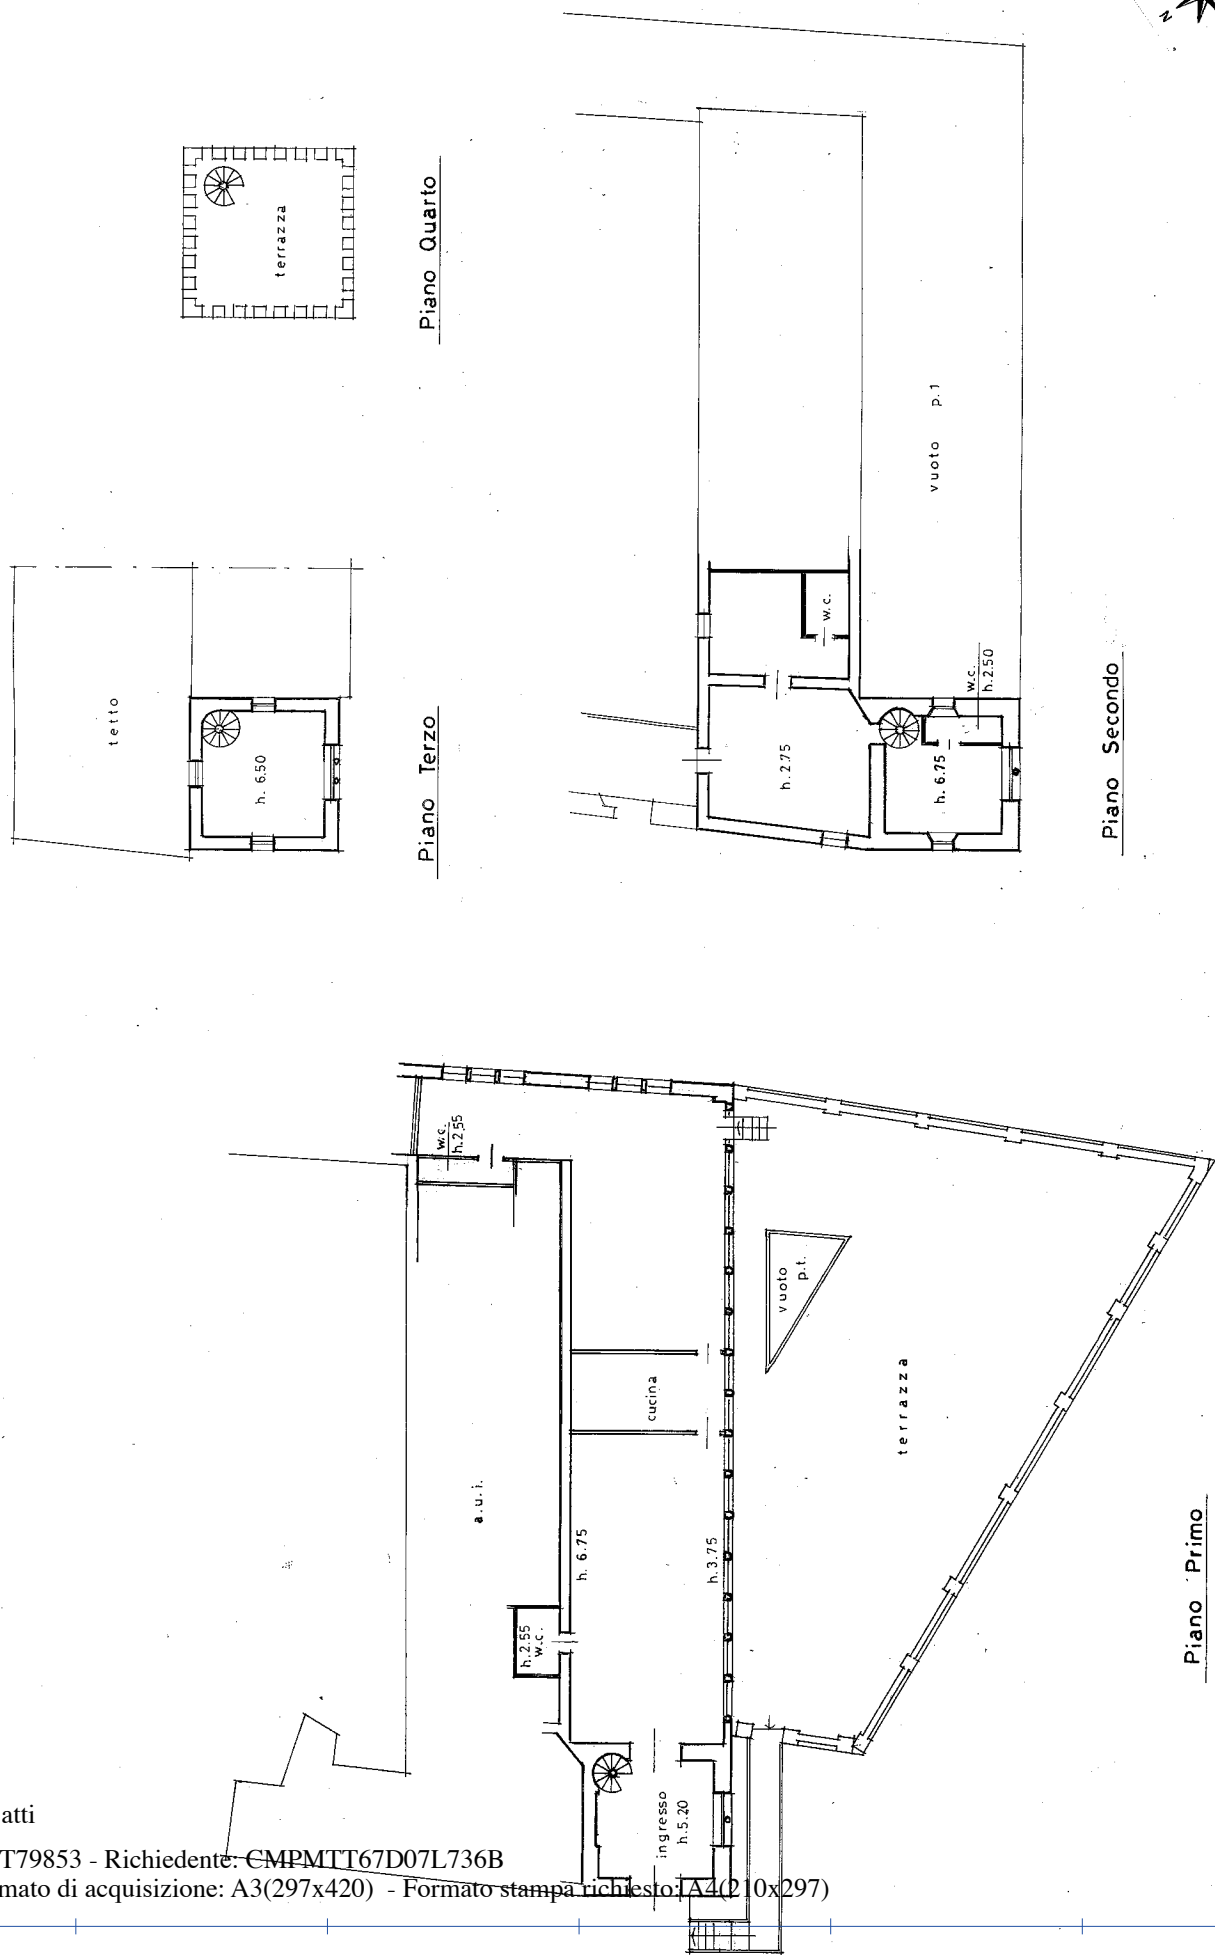 N
terrazza
Piano Quarto
tetto
h. 6.50
Piano Terzo
vuoto p.1
w.c.
w.c.
h. 2.50
h. 2.75
h. 6.75
Piano Secondo
w.c.
h. 2.55
vuoto
p.t.
cucina
terrazza
a.u.i.
h. 6.75
h. 3.75
h. 2.55
w.c.
ingresso
h. 5.20
Piano Primo
atti
T79853 - Richiedente: CMPMTT67D07L736B
mato di acquisizione: A3(297x420) - Formato stampa richiesto: A4(210x297)